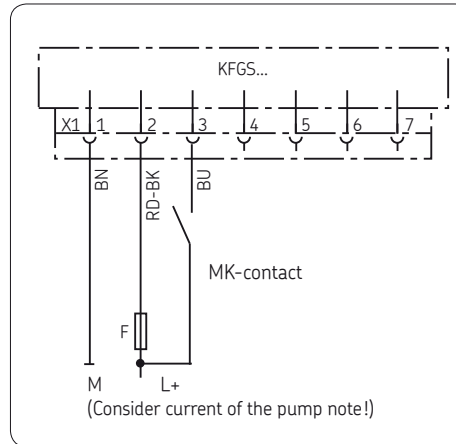 KFGS...
X1 1 2 3 4 5 6 7
BN
RD-BK
BU
MK-contact
F
M L+
(Consider current of the pump note!)